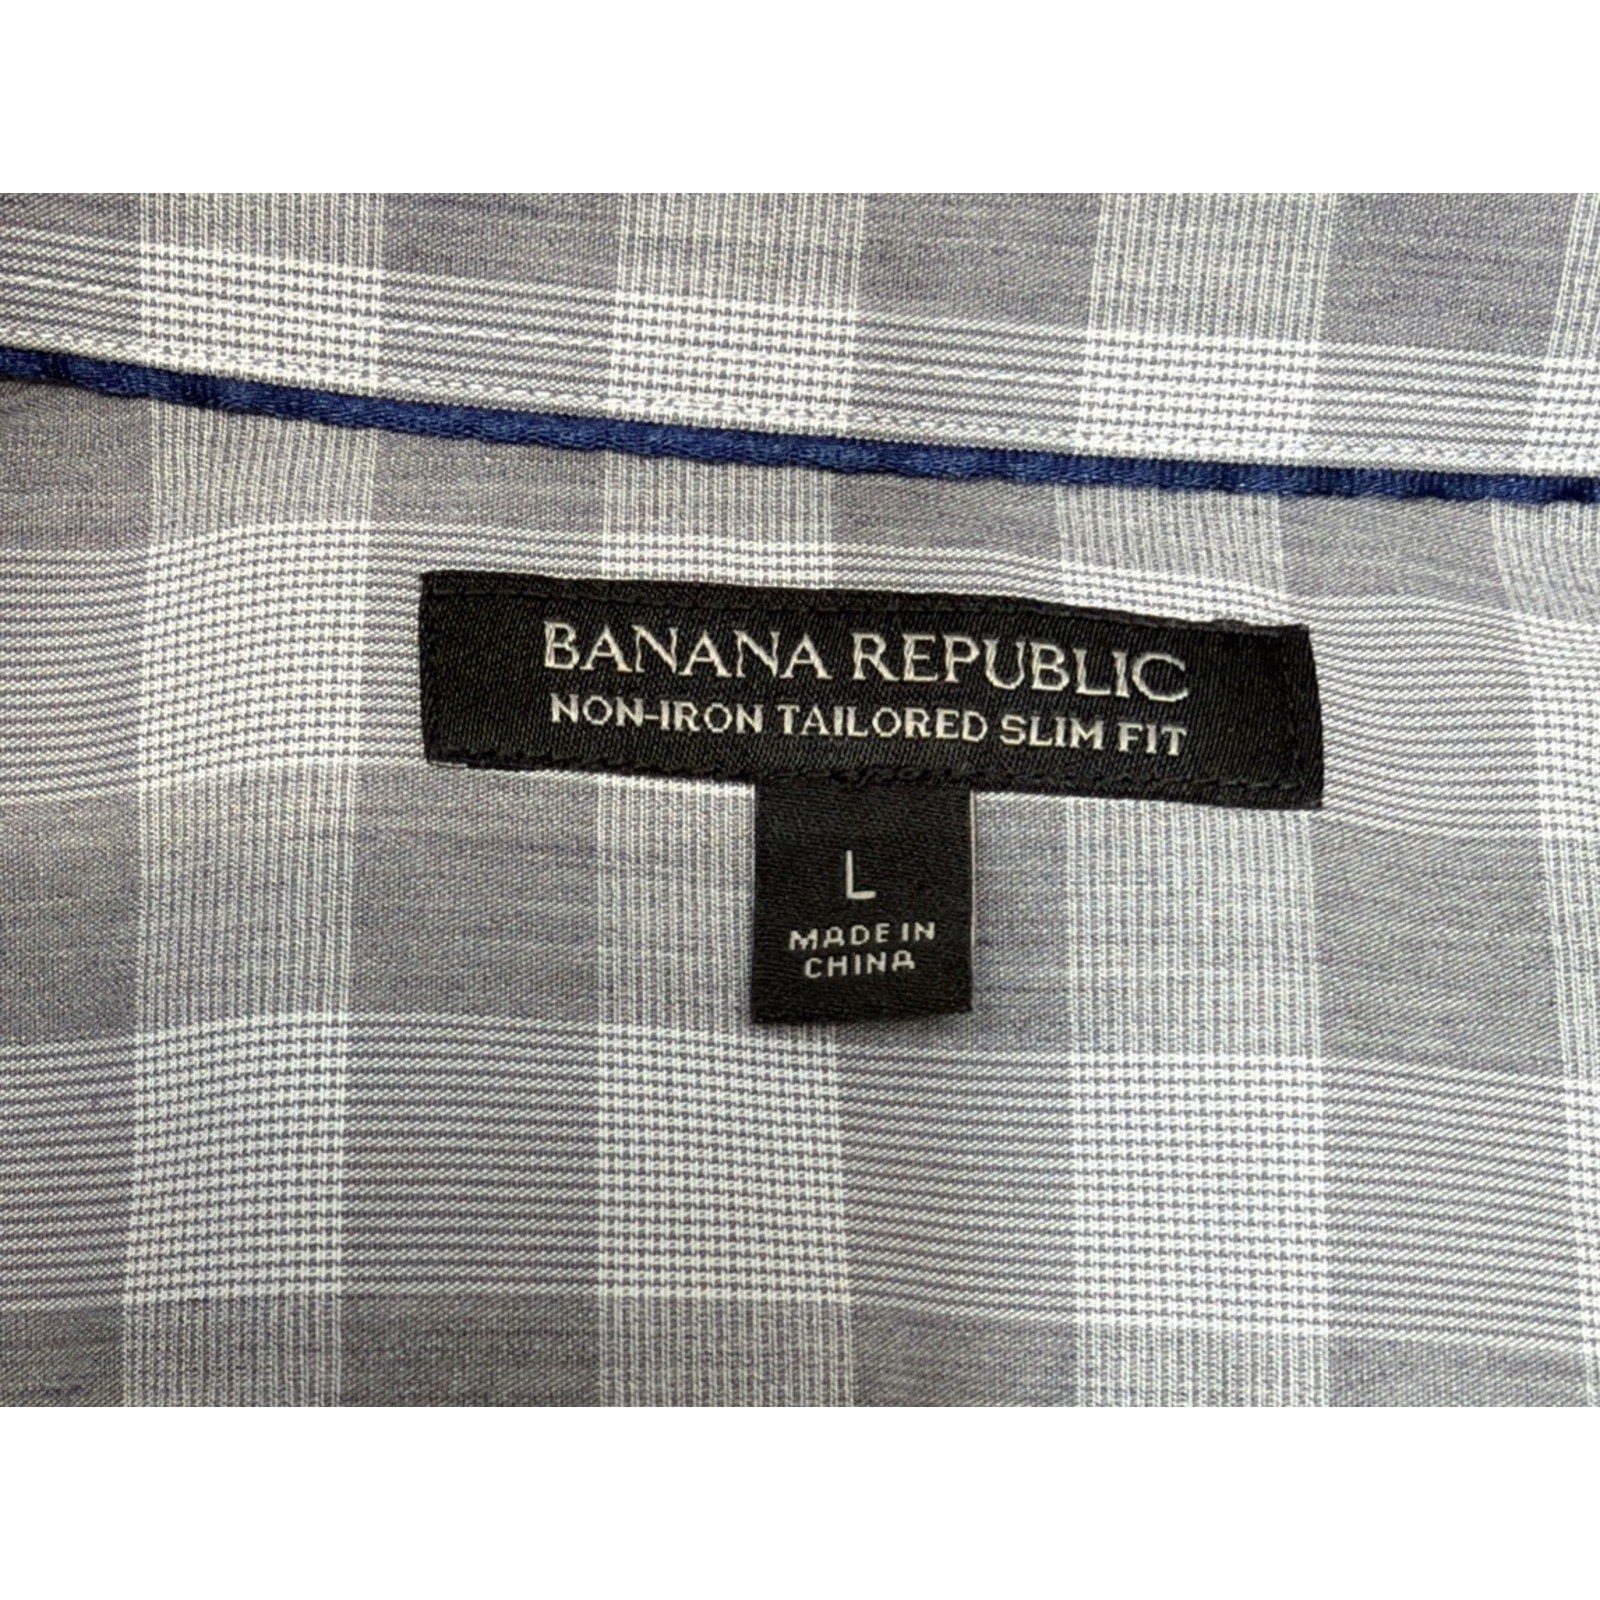 BANANA REPUBLIC
NON-IRON TAILORED SLIM FIT
L
MADE IN
CHINA